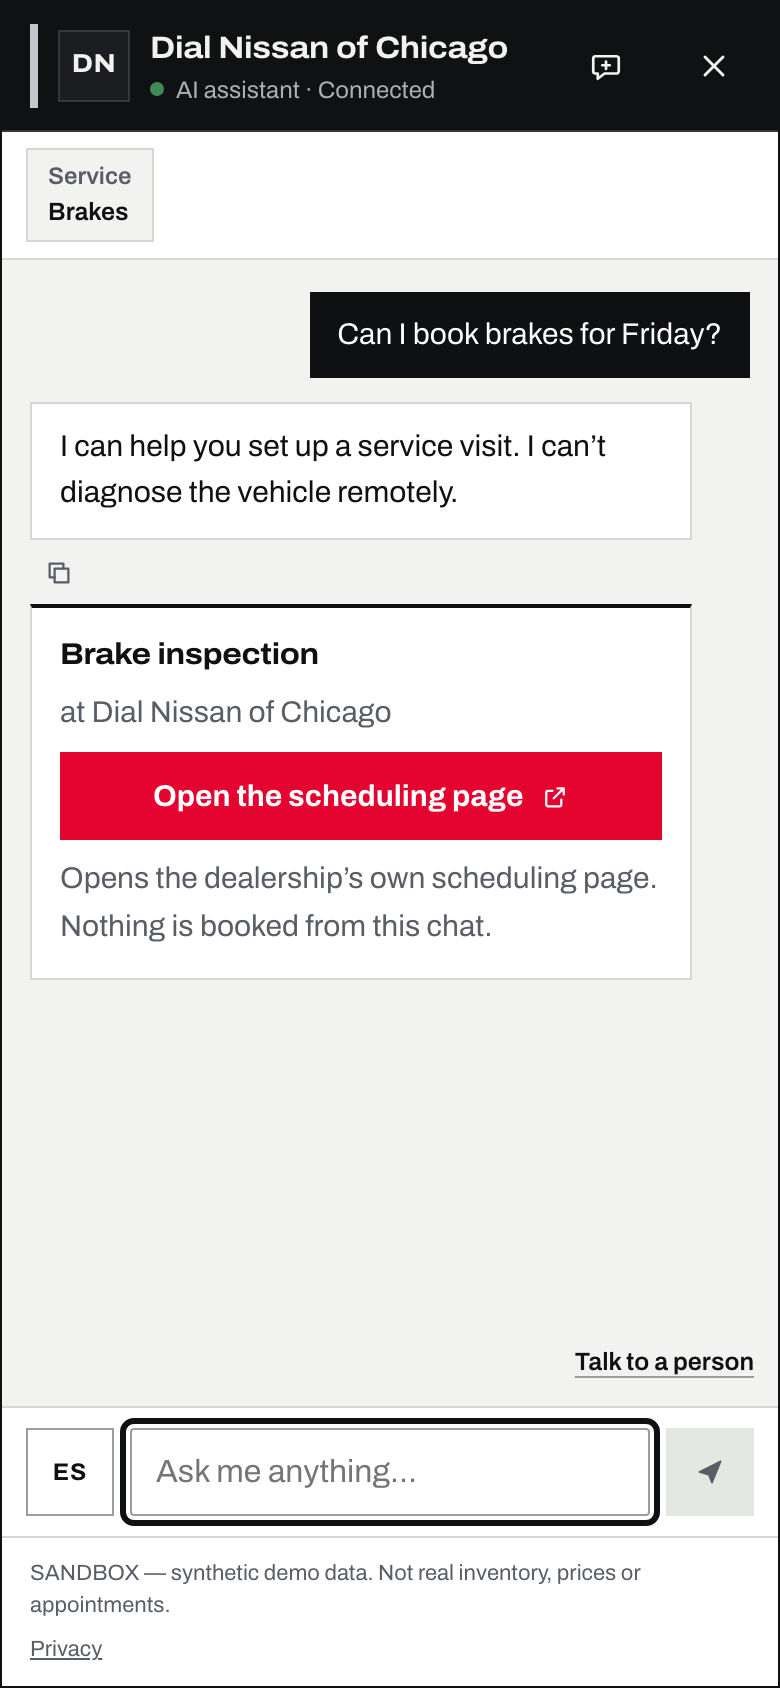 DN
Dial Nissan of Chicago
AI assistant · Connected
Service
Brakes
Can I book brakes for Friday?
I can help you set up a service visit. I can’t
diagnose the vehicle remotely.
Brake inspection
at Dial Nissan of Chicago
Open the scheduling page
Opens the dealership’s own scheduling page.
Nothing is booked from this chat.
Talk to a person
ES
Ask me anything...
SANDBOX — synthetic demo data. Not real inventory, prices or
appointments.
Privacy